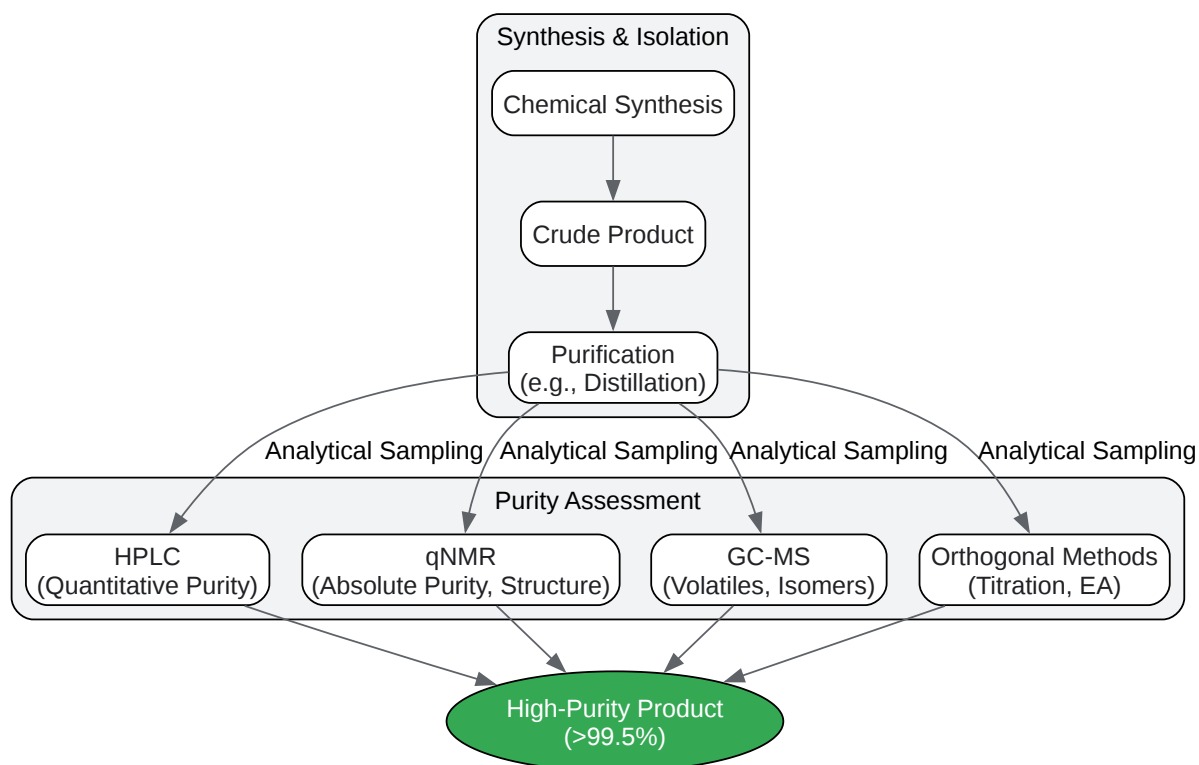 Synthesis & Isolation
Chemical Synthesis
Crude Product
Purification
(e.g., Distillation)
Analytical Sampling
Analytical Sampling
Analytical Sampling
Analytical Sampling
Purity Assessment
HPLC
(Quantitative Purity)
qNMR
(Absolute Purity, Structure)
GC-MS
(Volatiles, Isomers)
Orthogonal Methods
(Titration, EA)
High-Purity Product
(>99.5%)